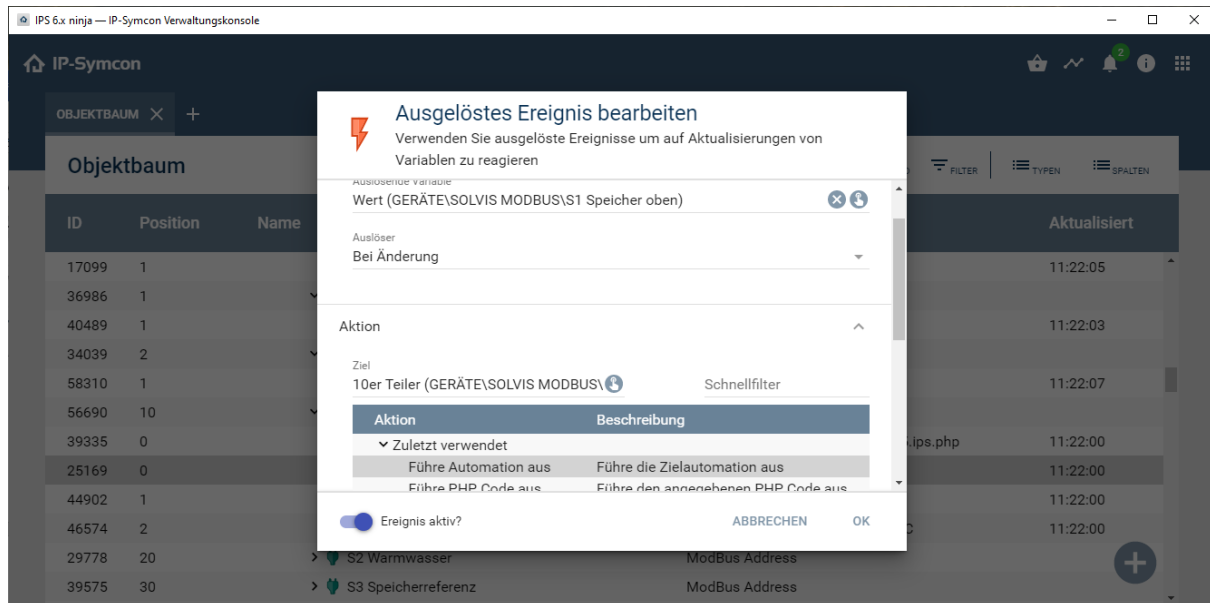 IPS 6.x ninja — IP-Symcon Verwaltungskonsole
IP-Symcon
2
OBJEKTBAUM
Objektbaum
FILTER
TYPEN
SPALTEN
ID Position Name Aktualisiert
17099 1 11:22:05
36986 1
40489 1 11:22:03
34039 2
58310 1 11:22:07
56690 10
39335 0 .ips.php 11:22:00
25169 0 11:22:00
44902 1 11:22:00
46574 2 C 11:22:00
29778 20 S2 Warmwasser ModBus Address
39575 30 S3 Speicherreferenz ModBus Address
Ausgelöstes Ereignis bearbeiten
Verwenden Sie ausgelöste Ereignisse um auf Aktualisierungen von
Variablen zu reagieren
Auslösende Variable
Wert (GERÄTE\SOLVIS MODBUS\S1 Speicher oben)
Auslöser
Bei Änderung
Aktion
Ziel
10er Teiler (GERÄTE\SOLVIS MODBUS\ Schnellfilter
Aktion Beschreibung
Zuletzt verwendet
Führe Automation aus Führe die Zielautomation aus
Führe PHP Code aus Führe den angegebenen PHP Code aus
Ereignis aktiv? ABBRECHEN OK